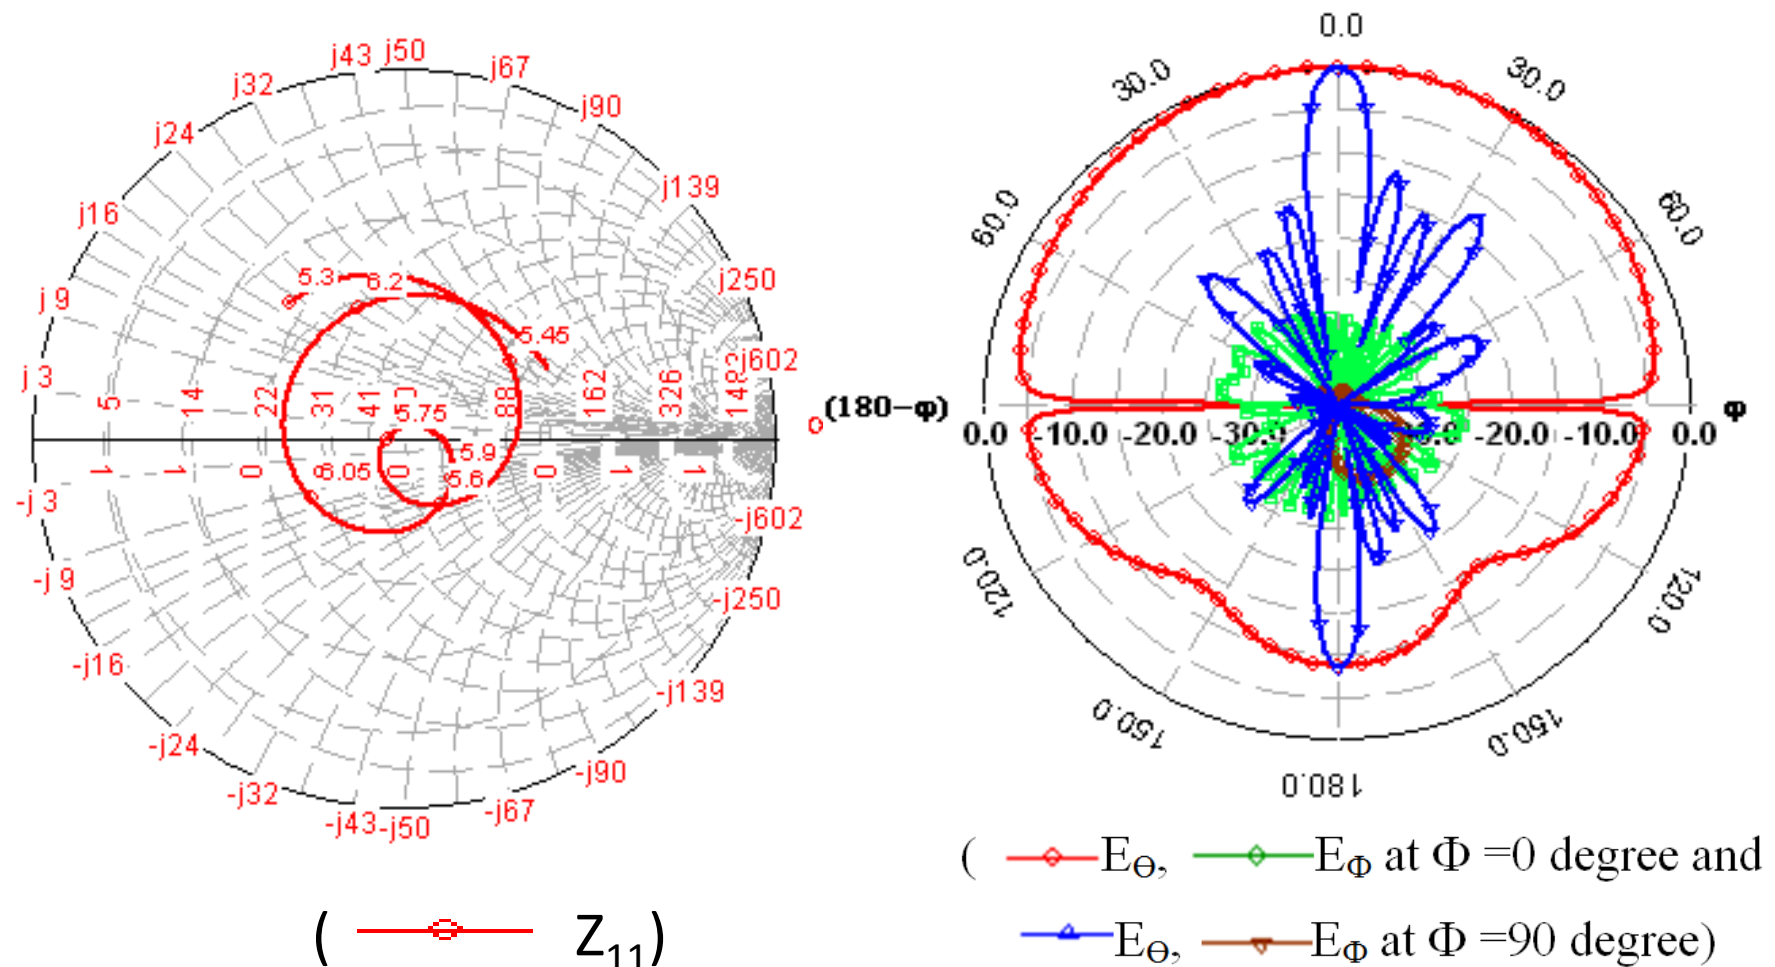 j43 j50
j32
j67
j24
j90
j16
j139
j250
j 9
j602
j 3
5.3
6.2
5.45
5
14
22
31
41
88
162
326
148
5.75
5.9
5.6
6.05
1
1
0
0
0
1
1
-j 3
-j602
-j 9
-j250
-j16
-j139
-j24
-j90
-j32
-j67
-j43
-j50
( Z11)
0.0
30.0
30.0
60.0
60.0
(180-φ)
φ
0.0 -10.0 -20.0 -30.0
-20.0 -10.0 0.0
120.0
120.0
150.0
150.0
180.0
( EΘ, EΦ at Φ =0 degree and
EΘ, EΦ at Φ =90 degree)